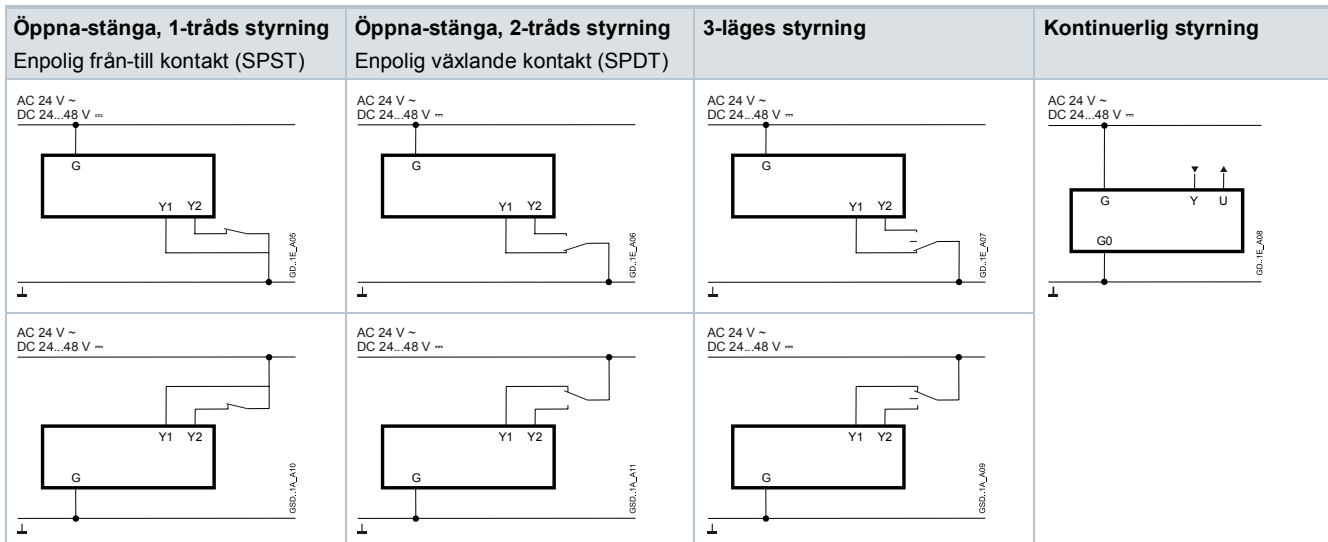 Öppna-stänga, 1-tråds styrning
Enpolig från-till kontakt (SPST)
Öppna-stänga, 2-tråds styrning
Enpolig växlande kontakt (SPDT)
3-läges styrning
Kontinuerlig styrning
AC 24 V ~
DC 24...48 V ⎓
G
Y1 Y2
GD..1E_A05
AC 24 V ~
DC 24...48 V ⎓
G
Y1 Y2
GD..1E_A06
AC 24 V ~
DC 24...48 V ⎓
G
Y1 Y2
GD..1E_A07
AC 24 V ~
DC 24...48 V ⎓
G Y U
G0
GD..1E_A08
AC 24 V ~
DC 24...48 V ⎓
Y1 Y2
G
GSD..1A_A10
AC 24 V ~
DC 24...48 V ⎓
Y1 Y2
G
GSD..1A_A11
AC 24 V ~
DC 24...48 V ⎓
Y1 Y2
G
GSD..1A_A09